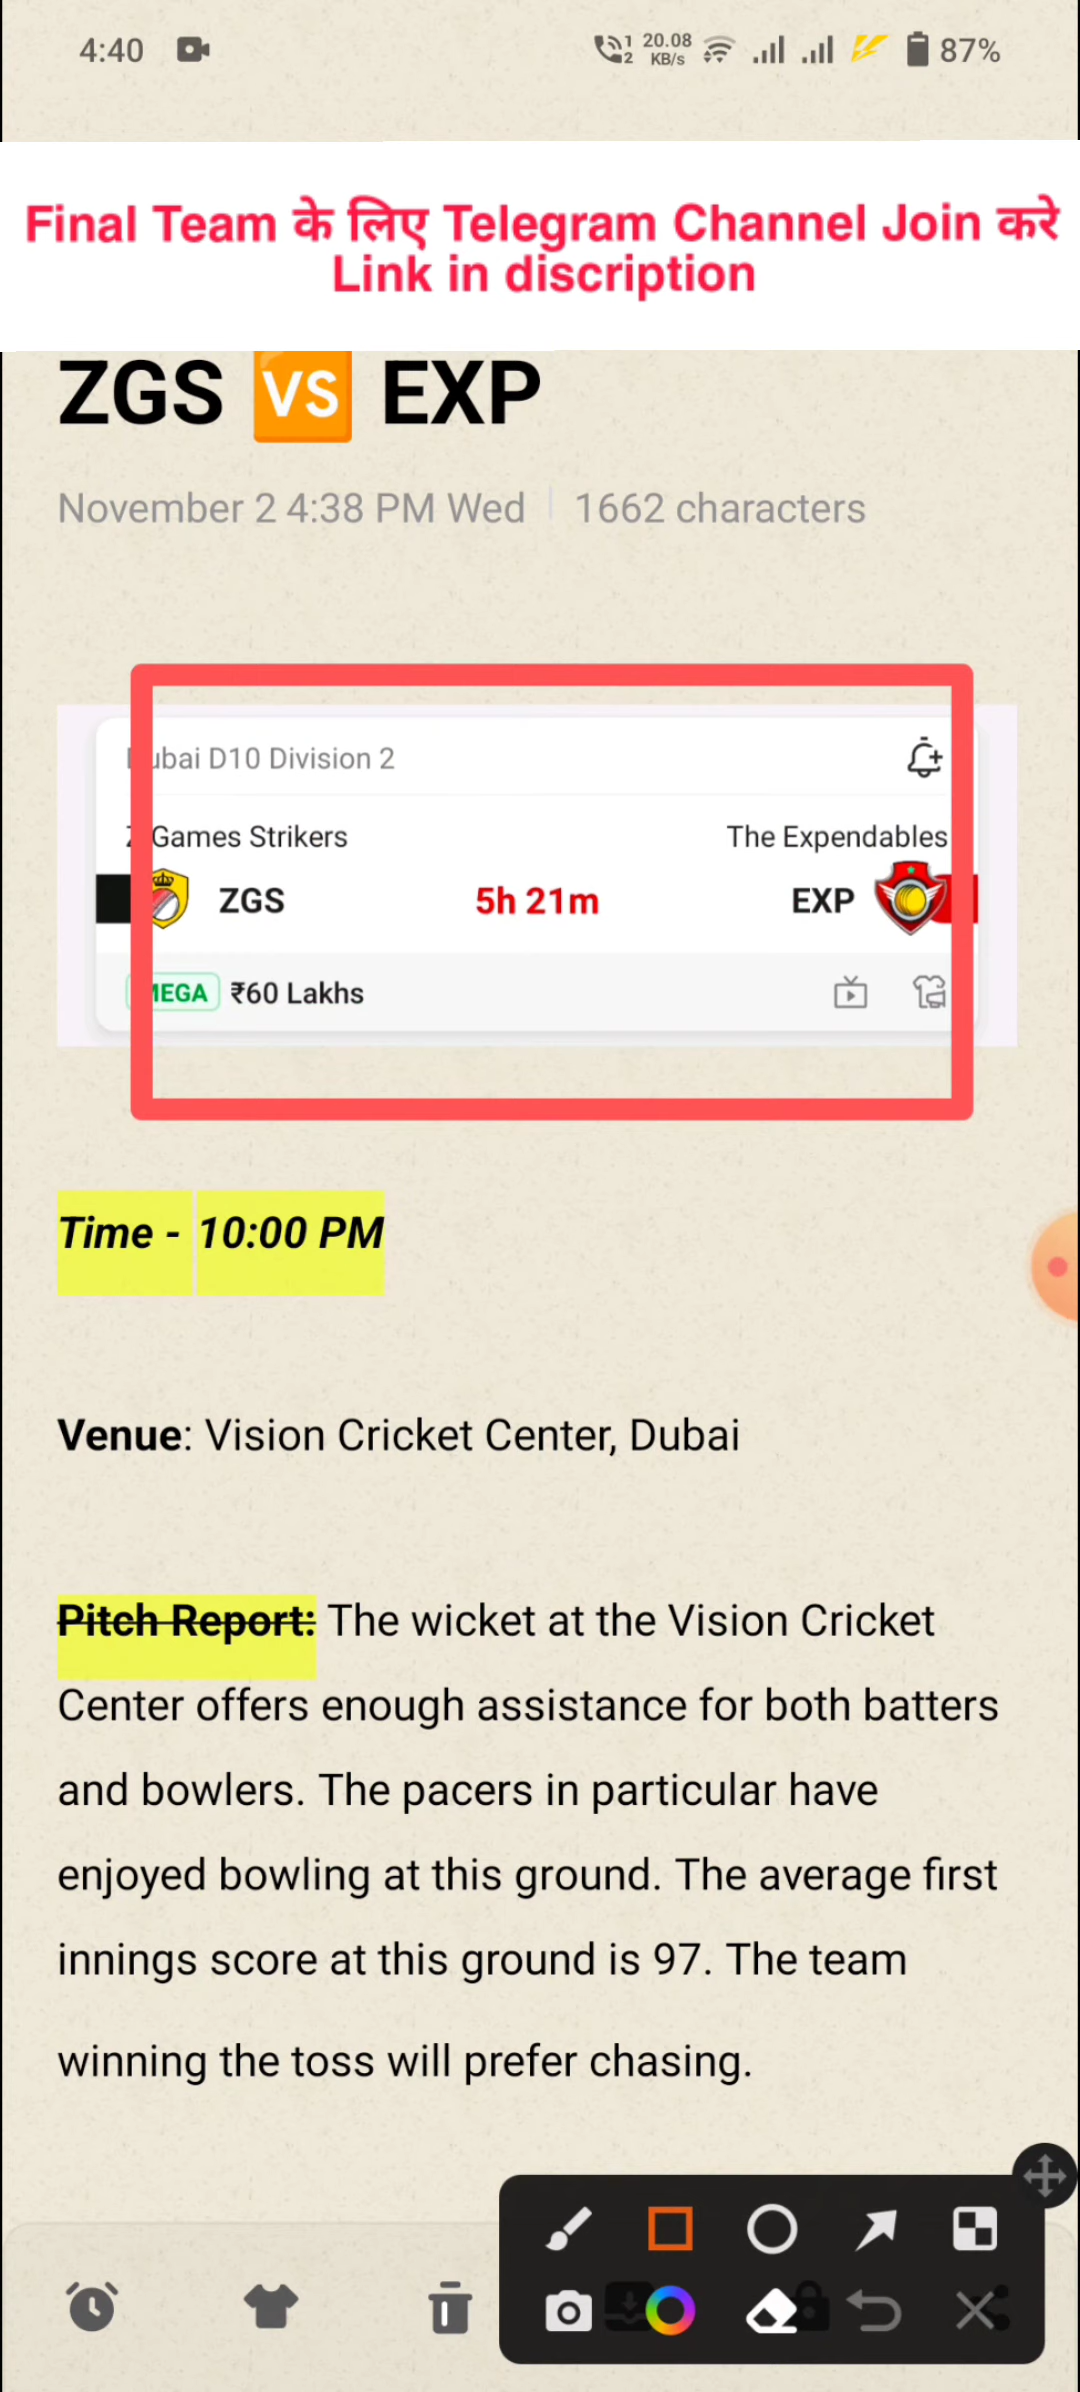 4:40
1 2 20.08 KB/s 87%
Final Team के लिए Telegram Channel Join करे
Link in discription
ZGS VS EXP
November 2 4:38 PM Wed | 1662 characters
ubai D10 Division 2
Games Strikers The Expendables
ZGS 5h 21m EXP
MEGA ₹60 Lakhs
Time - 10:00 PM
Venue: Vision Cricket Center, Dubai
Pitch Report: The wicket at the Vision Cricket
Center offers enough assistance for both batters
and bowlers. The pacers in particular have
enjoyed bowling at this ground. The average first
innings score at this ground is 97. The team
winning the toss will prefer chasing.